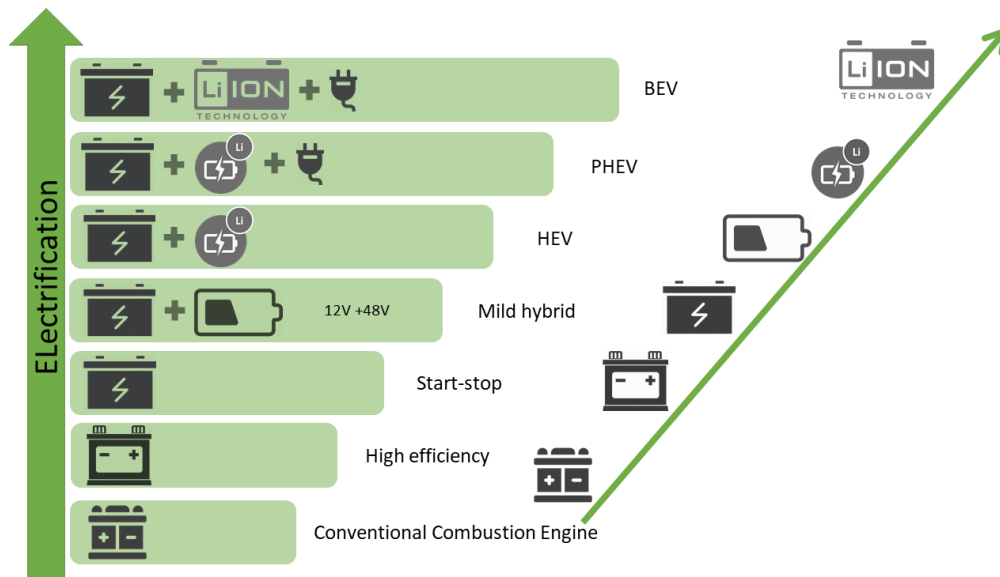 ELectrification
Li ION
TECHNOLOGY
BEV
Li
PHEV
Li
HEV
12V +48V
Mild hybrid
Start-stop
High efficiency
Conventional Combustion Engine
Li ION
TECHNOLOGY
Li